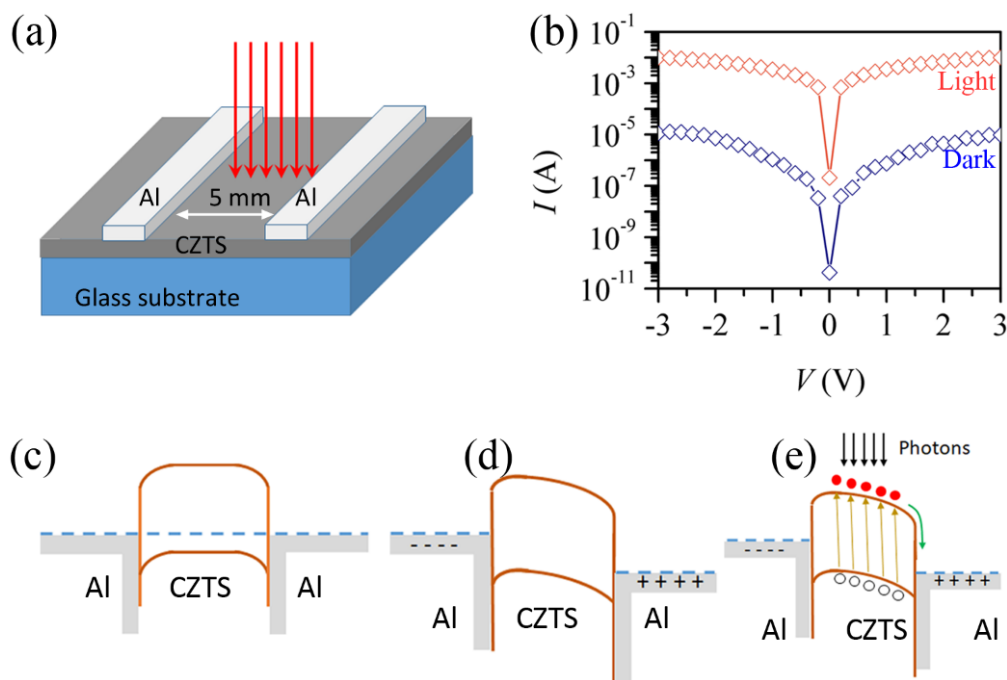 (a)
Al
5 mm
Al
CZTS
Glass substrate
(b)
10⁻¹
10⁻³
10⁻⁵
10⁻⁷
10⁻⁹
10⁻¹¹
I (A)
Light
Dark
-3 -2 -1 0 1 2 3
V (V)
(c)
Al
CZTS
Al
(d)
- - - -
+ + + +
Al
CZTS
Al
(e)
Photons
- - - -
+ + + +
Al
CZTS
Al